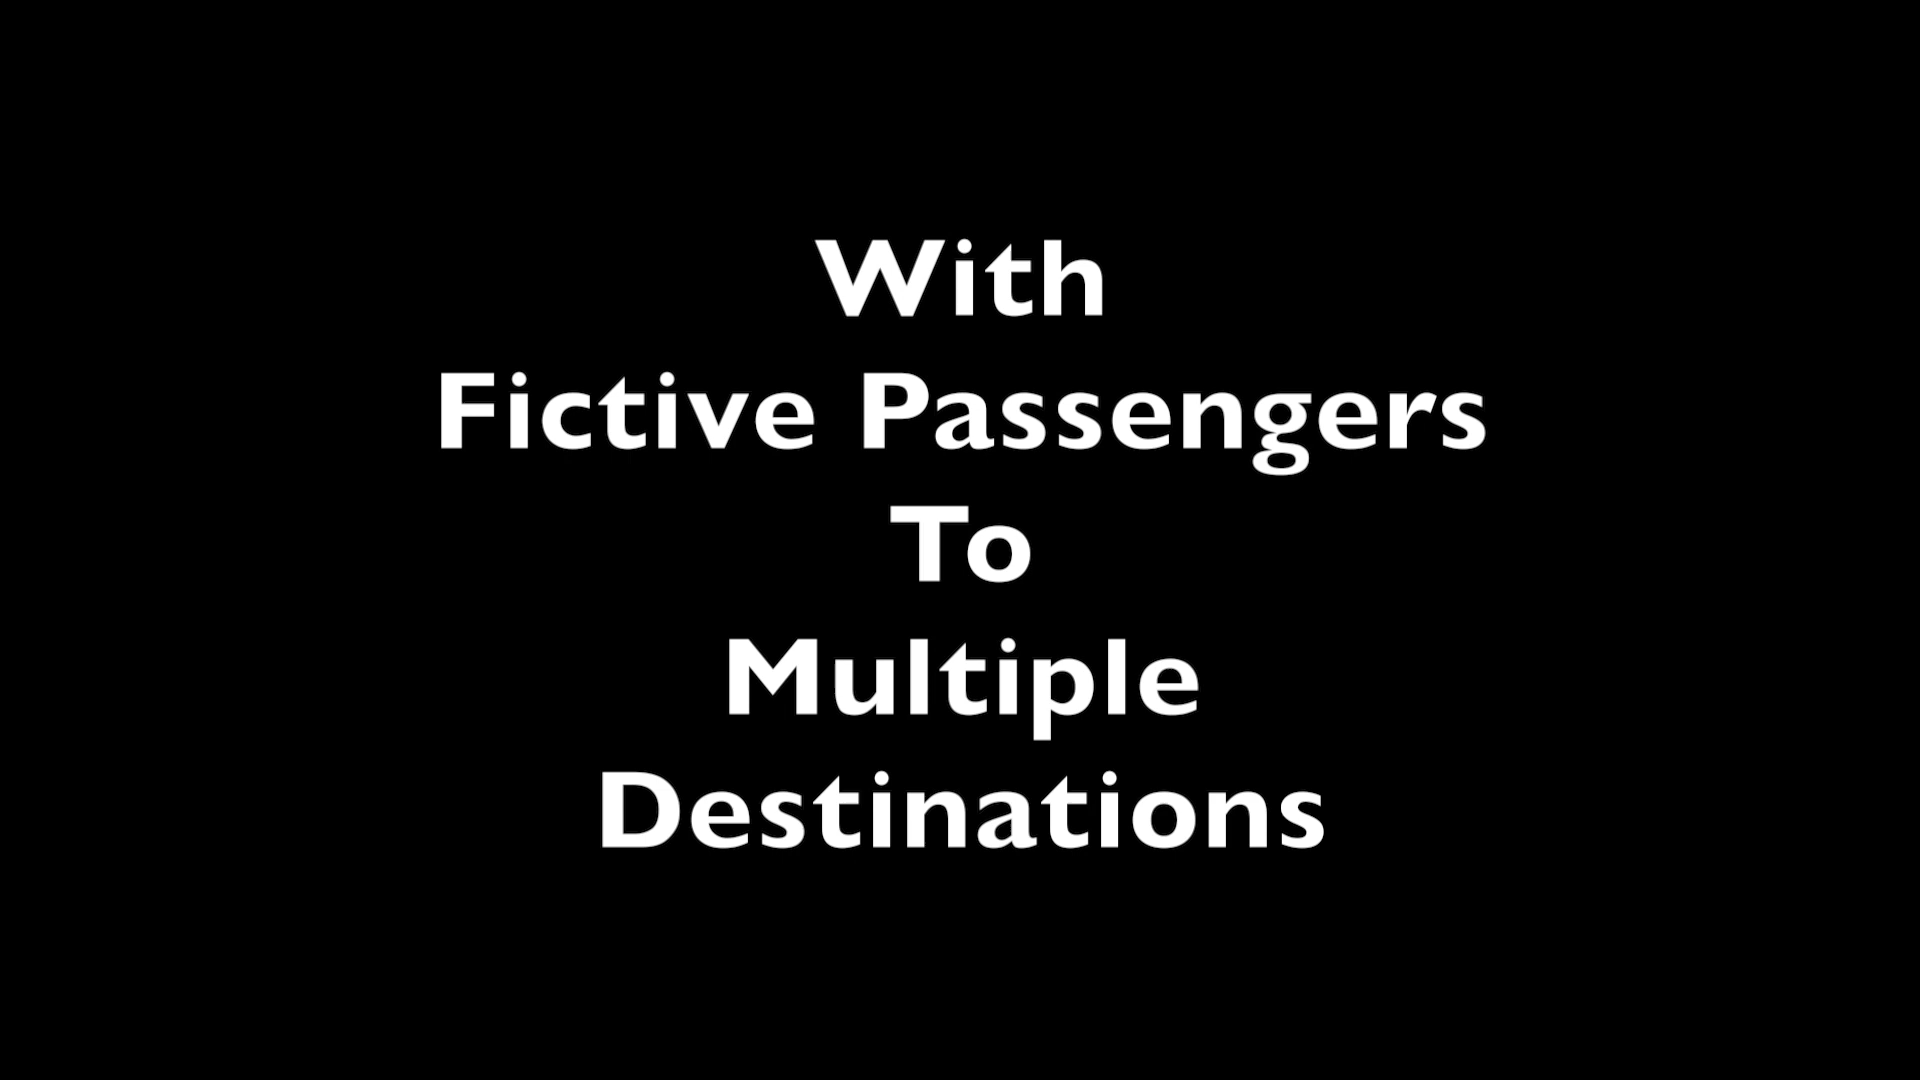 With
Fictive Passengers
To
Multiple
Destinations